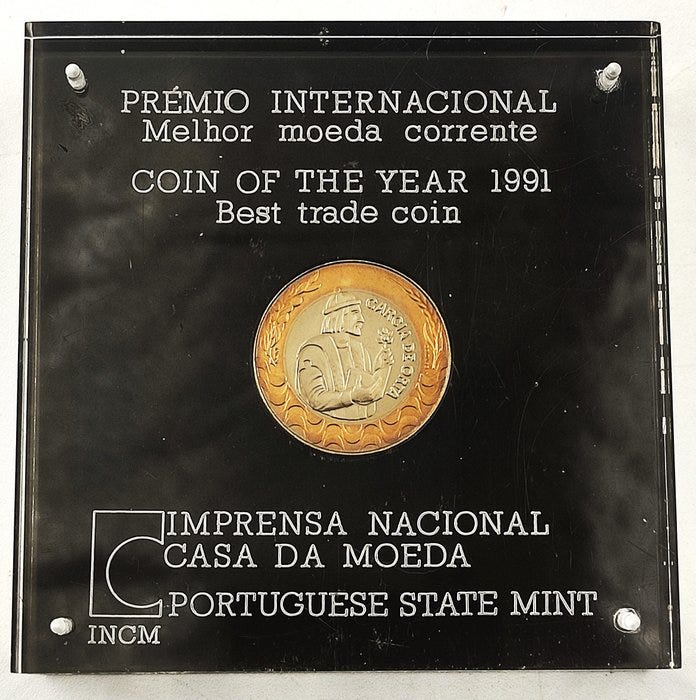 PRÉMIO INTERNACIONAL
Melhor moeda corrente
COIN OF THE YEAR 1991
Best trade coin
GARCIA DE ORTA
IMPRENSA NACIONAL
CASA DA MOEDA
PORTUGUESE STATE MINT
INCM